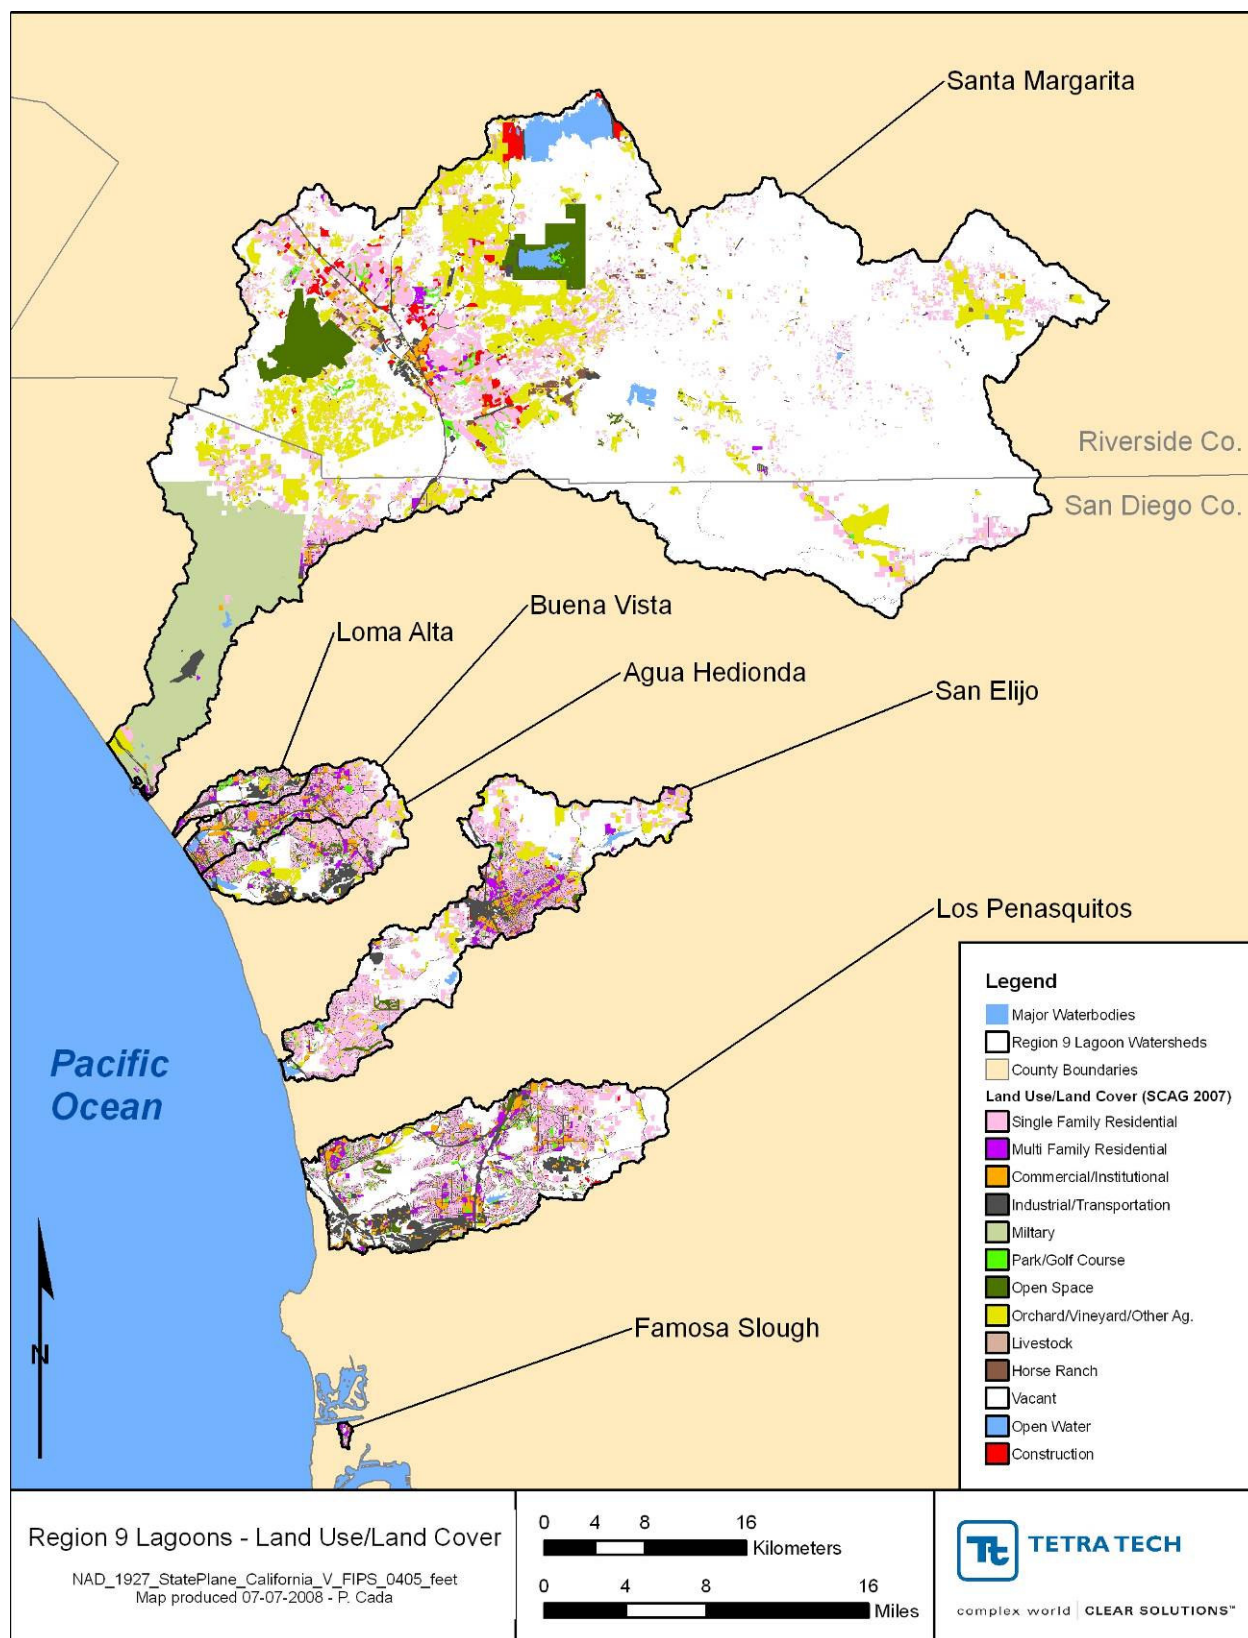 Santa Margarita
Riverside Co.
San Diego Co.
Buena Vista
Loma Alta
Agua Hedionda
San Elijo
Los Penasquitos
Pacific
Ocean
Famosa Slough
N
Legend
Major Waterbodies
Region 9 Lagoon Watersheds
County Boundaries
Land Use/Land Cover (SCAG 2007)
Single Family Residential
Multi Family Residential
Commercial/Institutional
Industrial/Transportation
Miltary
Park/Golf Course
Open Space
Orchard/Vineyard/Other Ag.
Livestock
Horse Ranch
Vacant
Open Water
Construction
Region 9 Lagoons - Land Use/Land Cover
NAD_1927_StatePlane_California_V_FIPS_0405_feet
Map produced 07-07-2008 - P. Cada
0 4 8 16
Kilometers
0 4 8 16
Miles
Tt TETRA TECH
complex world | CLEAR SOLUTIONS™